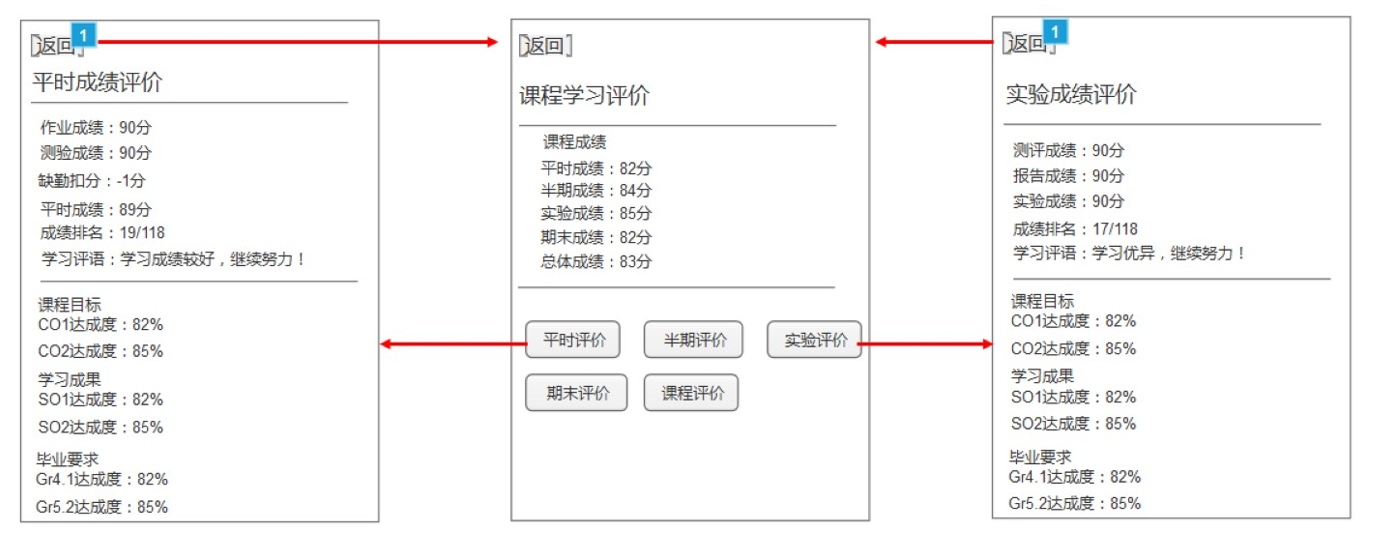 [返回]
1
平时成绩评价
作业成绩：90分
测验成绩：90分
缺勤扣分：-1分
平时成绩：89分
成绩排名：19/118
学习评语：学习成绩较好，继续努力！
课程目标
CO1达成度：82%
CO2达成度：85%
学习成果
SO1达成度：82%
SO2达成度：85%
毕业要求
Gr4.1达成度：82%
Gr5.2达成度：85%
[返回]
课程学习评价
课程成绩
平时成绩：82分
半期成绩：84分
实验成绩：85分
期末成绩：82分
总体成绩：83分
平时评价 半期评价 实验评价
期末评价 课程评价
[返回]
1
实验成绩评价
测评成绩：90分
报告成绩：90分
实验成绩：90分
成绩排名：17/118
学习评语：学习优异，继续努力！
课程目标
CO1达成度：82%
CO2达成度：85%
学习成果
SO1达成度：82%
SO2达成度：85%
毕业要求
Gr4.1达成度：82%
Gr5.2达成度：85%